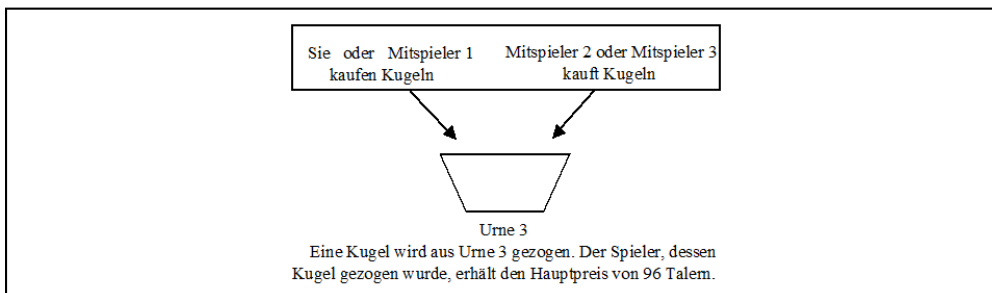 Sie oder Mitspieler 1
kaufen Kugeln
Mitspieler 2 oder Mitspieler 3
kauft Kugeln
Urne 3
Eine Kugel wird aus Urne 3 gezogen. Der Spieler, dessen
Kugel gezogen wurde, erhält den Hauptpreis von 96 Talern.